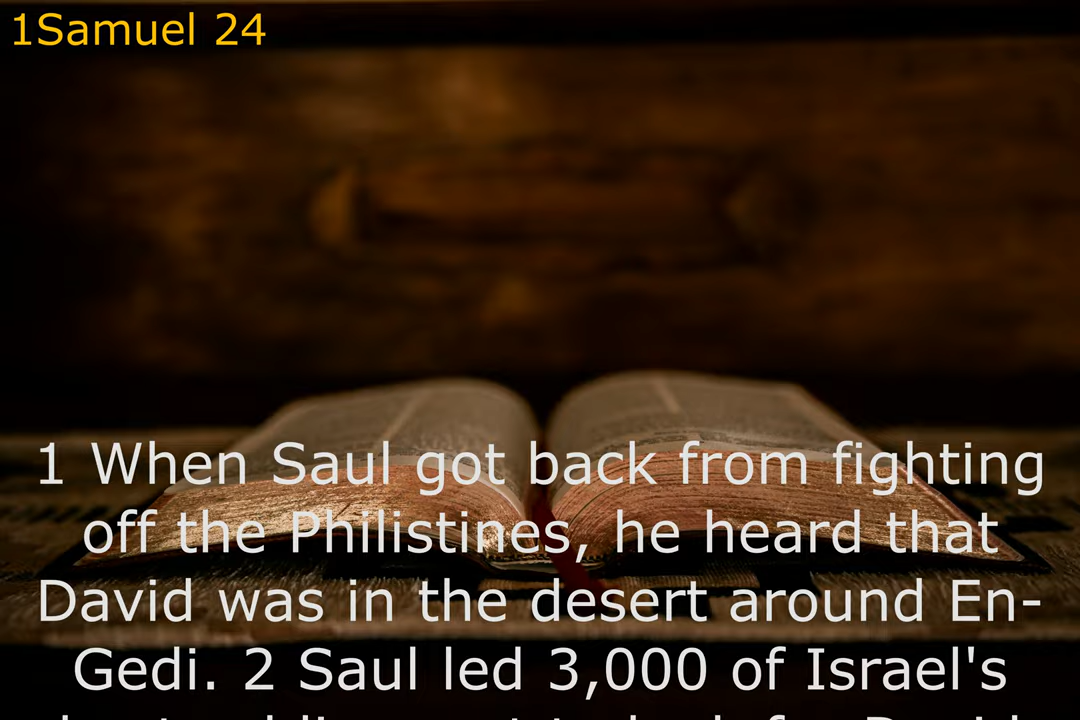 1Samuel 24
1 When Saul got back from fighting
off the Philistines, he heard that
David was in the desert around En-
Gedi. 2 Saul led 3,000 of Israel's